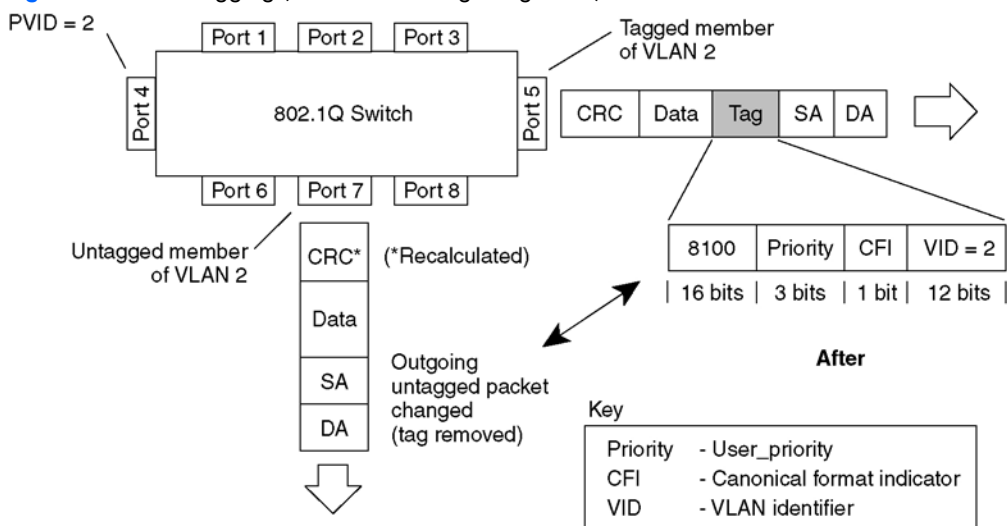 PVID = 2
Port 1
Port 2
Port 3
Tagged member
of VLAN 2
Port 4
802.1Q Switch
Port 5
CRC
Data
Tag
SA
DA
Port 6
Port 7
Port 8
Untagged member
of VLAN 2
CRC*
(*Recalculated)
Data
SA
DA
Outgoing
untagged packet
changed
(tag removed)
8100
Priority
CFI
VID = 2
16 bits
3 bits
1 bit
12 bits
After
Key
Priority - User_priority
CFI - Canonical format indicator
VID - VLAN identifier